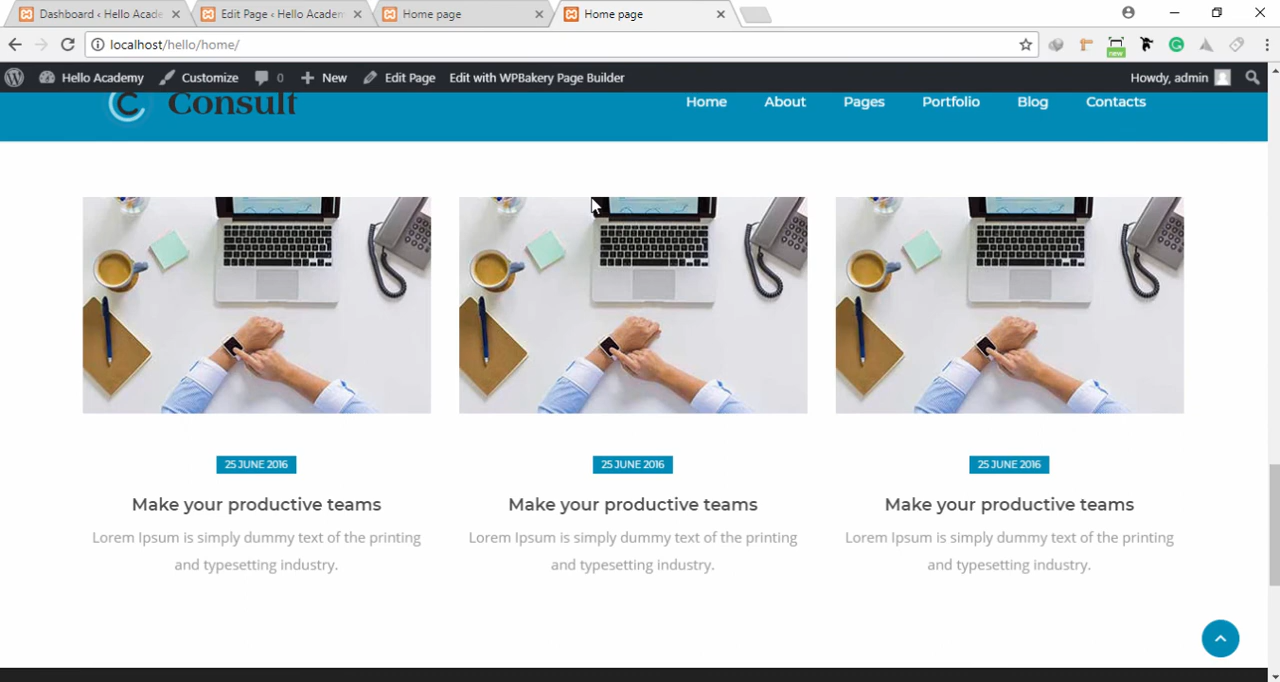 Dashboard ‹ Hello Acade
Edit Page ‹ Hello Academ
Home page
Home page
localhost/hello/home/
new
Hello Academy
Customize
0
New
Edit Page
Edit with WPBakery Page Builder
Howdy, admin
Consult
Home
About
Pages
Portfolio
Blog
Contacts
25 JUNE 2016
Make your productive teams
Lorem Ipsum is simply dummy text of the printing
and typesetting industry.
25 JUNE 2016
Make your productive teams
Lorem Ipsum is simply dummy text of the printing
and typesetting industry.
25 JUNE 2016
Make your productive teams
Lorem Ipsum is simply dummy text of the printing
and typesetting industry.